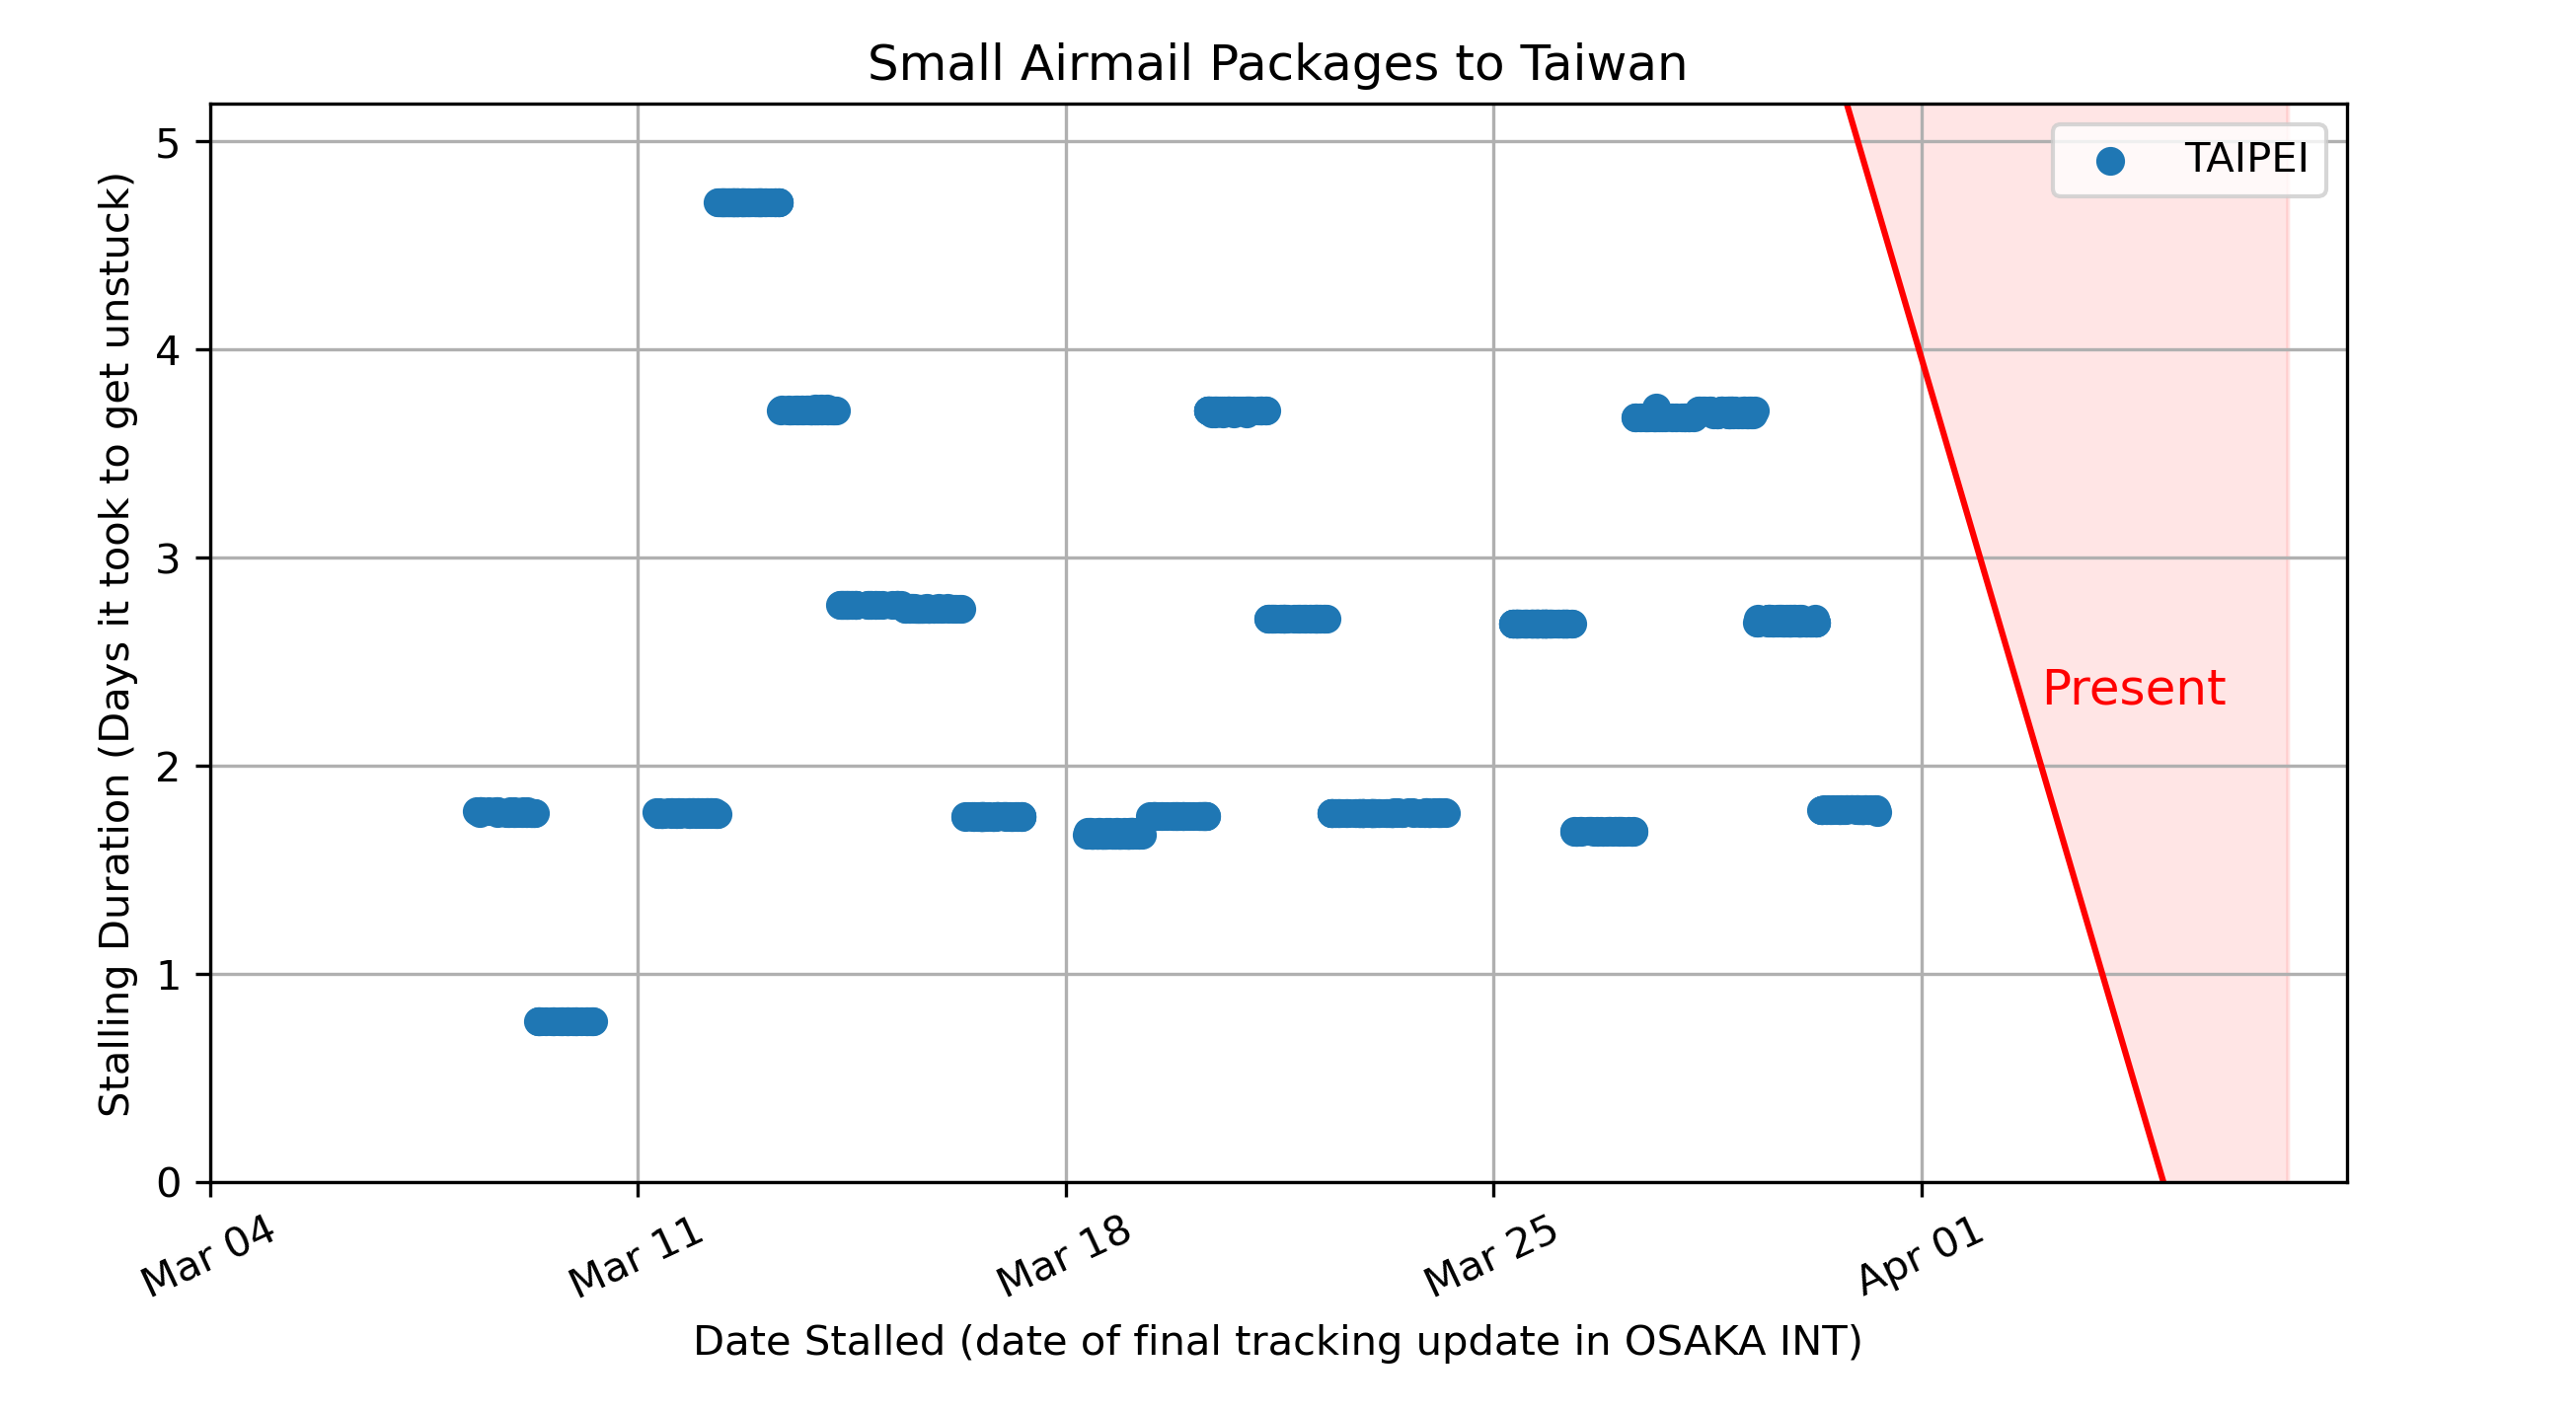 Small Airmail Packages to Taiwan
TAIPEI
Stalling Duration (Days it took to get unstuck)
5
4
3
2
1
0
Present
Mar 04
Mar 11
Mar 18
Mar 25
Apr 01
Date Stalled (date of final tracking update in OSAKA INT)